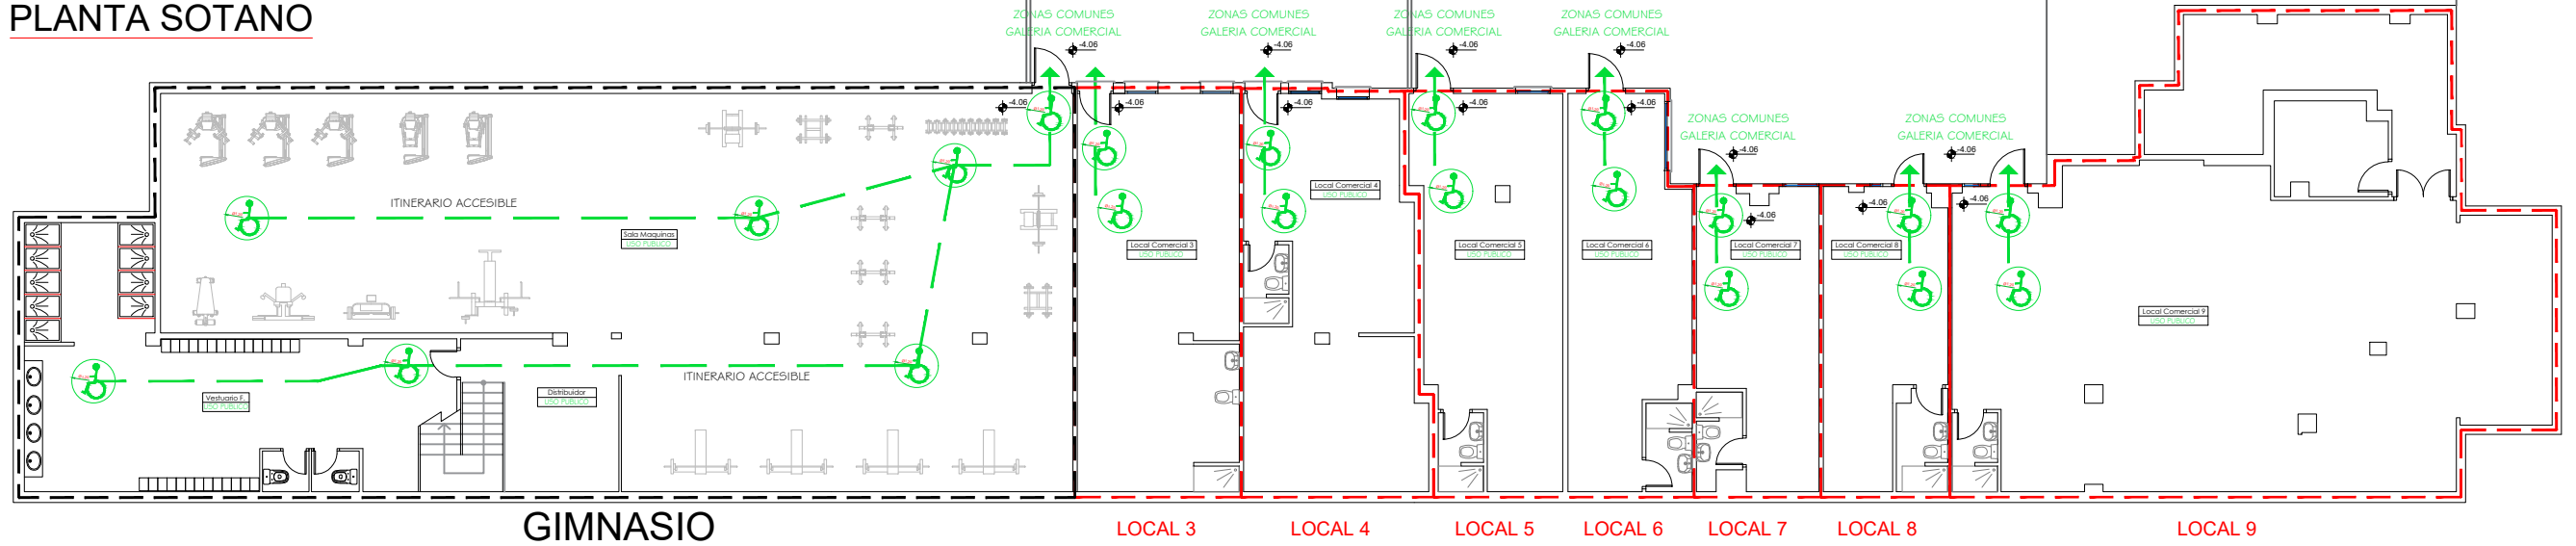 PLANTA SOTANO
ZONAS COMUNES
GALERIA COMERCIAL
-4.06
ZONAS COMUNES
GALERIA COMERCIAL
-4.06
ZONAS COMUNES
GALERIA COMERCIAL
-4.06
ZONAS COMUNES
GALERIA COMERCIAL
-4.06
-4.06
-4.06
-4.06
-4.06
-4.06
ZONAS COMUNES
GALERIA COMERCIAL
-4.06
ZONAS COMUNES
GALERIA COMERCIAL
-4.06
-4.06
-4.06
-4.06
ITINERARIO ACCESIBLE
Sala Maquinas
USO PUBLICO
Local Comercial 3
USO PUBLICO
Local Comercial 4
USO PUBLICO
Local Comercial 5
USO PUBLICO
Local Comercial 6
USO PUBLICO
Local Comercial 7
USO PUBLICO
Local Comercial 8
USO PUBLICO
Local Comercial 9
USO PUBLICO
ITINERARIO ACCESIBLE
Vestuario F.
USO PUBLICO
Distribuidor
USO PUBLICO
GIMNASIO
LOCAL 3
LOCAL 4
LOCAL 5
LOCAL 6
LOCAL 7
LOCAL 8
LOCAL 9